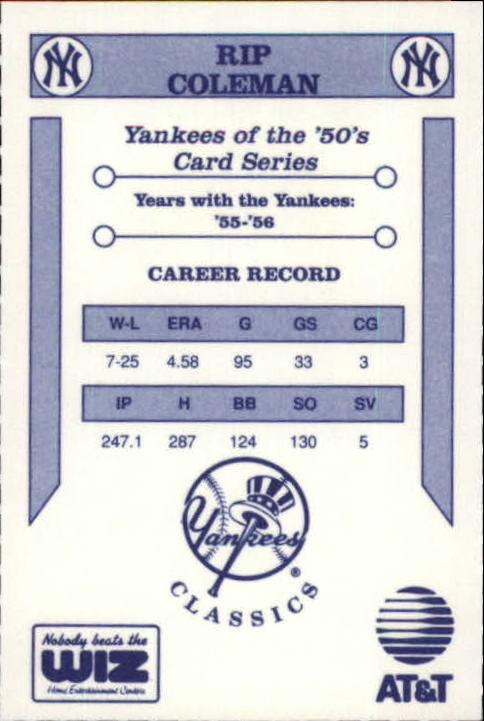 NY
NY
RIP
COLEMAN
Yankees of the '50's
Card Series
Years with the Yankees:
'55-'56
CAREER RECORD
W-L ERA G GS CG
7-25 4.58 95 33 3
IP H BB SO SV
247.1 287 124 130 5
Yankees
®
CLASSICS
Nobody beats the
WIZ
Home Entertainment Centers
AT&T